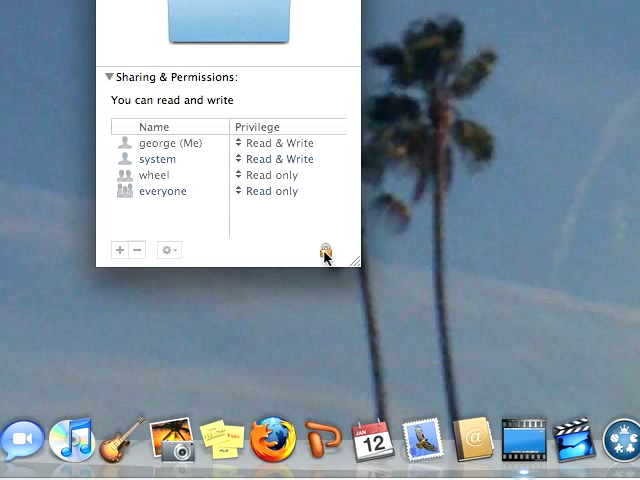 Sharing & Permissions:
You can read and write
Name Privilege
george (Me) Read & Write
system Read & Write
wheel Read only
everyone Read only
JAN
12